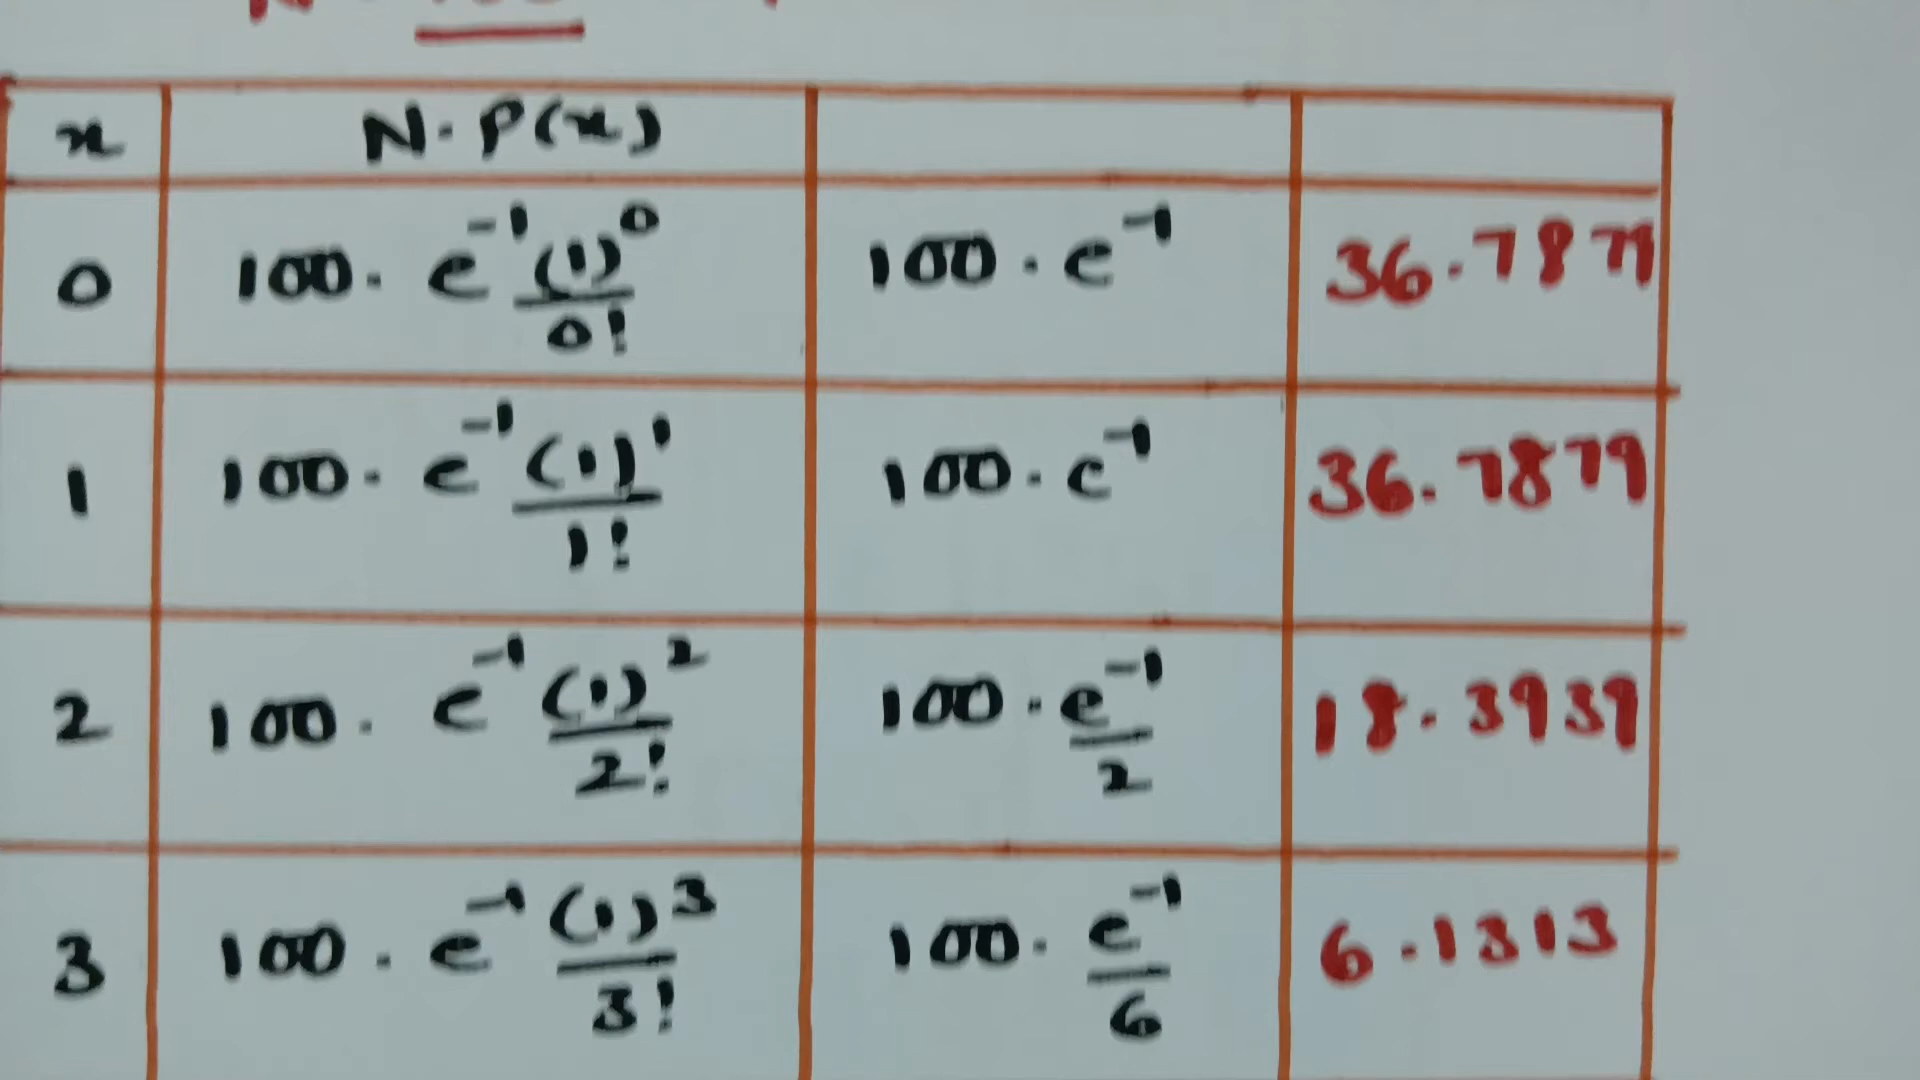 x N.P(x)
0 100. e^-1 (1)^0/0! 100.e^-1 36.7879
1 100. e^-1 (1)^1/1! 100.e^-1 36.7879
2 100. e^-1 (1)^2/2! 100.e^-1/2 18.3939
3 100. e^-1 (1)^3/3! 100.e^-1/6 6.1313